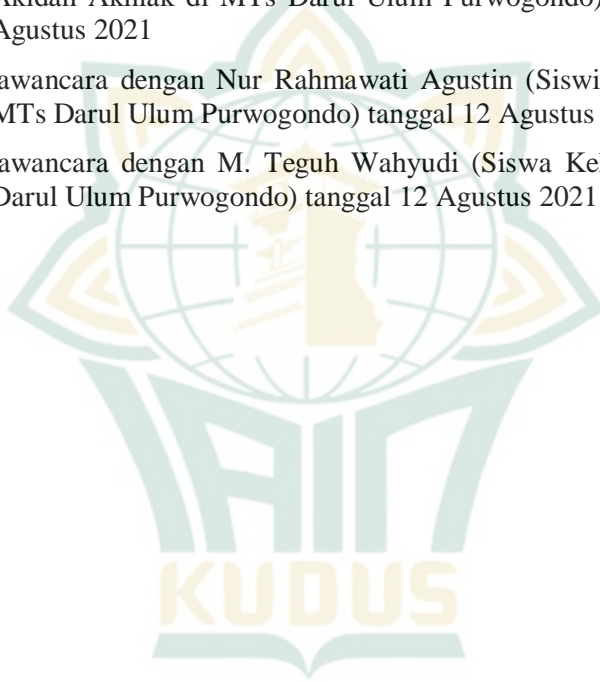 Akidah Akhlak di MTs Darul Ulum Purwogondo)
Agustus 2021
awancara dengan Nur Rahmawati Agustin (Siswi
MTs Darul Ulum Purwogondo) tanggal 12 Agustus
awancara dengan M. Teguh Wahyudi (Siswa Kel
Darul Ulum Purwogondo) tanggal 12 Agustus 2021
IAIN
KUDUS